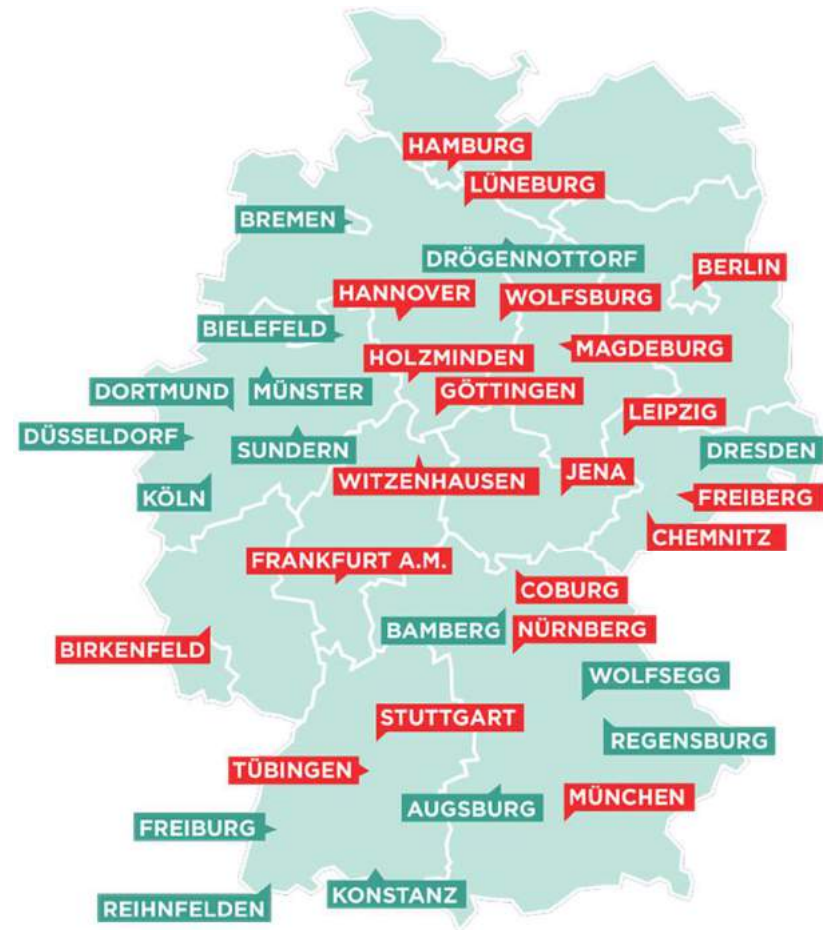 HAMBURG
LÜNEBURG
BREMEN
DRÖGENNOTTORF
BERLIN
HANNOVER
WOLFSBURG
BIELEFELD
MAGDEBURG
HOLZMINDEN
DORTMUND
MÜNSTER
GÖTTINGEN
LEIPZIG
DÜSSELDORF
SUNDERN
DRESDEN
WITZENHAUSEN
JENA
KÖLN
FREIBERG
CHEMNITZ
FRANKFURT A.M.
COBURG
BAMBERG
NÜRNBERG
BIRKENFELD
WOLFSEGG
STUTTGART
REGENSBURG
TÜBINGEN
AUGSBURG
MÜNCHEN
FREIBURG
KONSTANZ
REIHNFELDEN